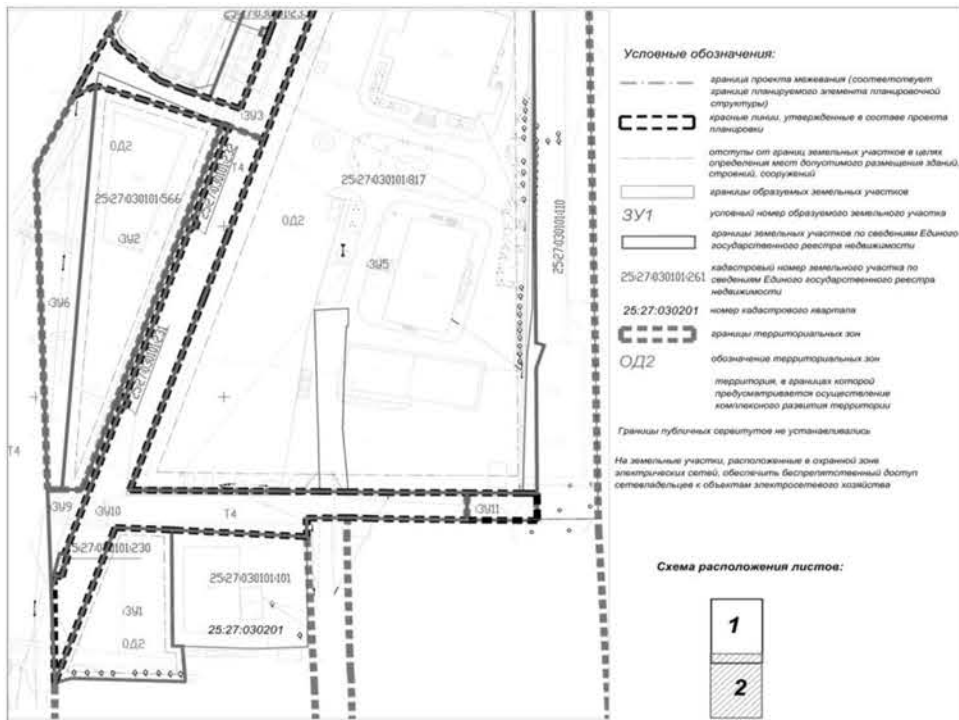 ЗУ3
ОД2
Т4
25:27:030101:817
25:27:030101:566
25:27:030101:232
ОД2
ЗУ2
ЗУ5
25:27:030101:410
ЗУ6
25:27:030101:231
Т4
ЗУ9
ЗУ10
Т4
ЗУ11
25:27:030101:230
25:27:030101:101
ЗУ1
25:27:030201
ОД2
Условные обозначения:
граница проекта межевания (соответствует
границе планируемого элемента планировочной
структуры)
красные линии, утвержденные в составе проекта
планировки
отступы от границ земельных участков в целях
определения мест допустимого размещения зданий,
строений, сооружений
границы образуемых земельных участков
ЗУ1
условный номер образуемого земельного участка
границы земельных участков по сведениям Единого
государственного реестра недвижимости
25:27:030101:261
кадастровый номер земельного участка по
сведениям Единого государственного реестра
недвижимости
25:27:030201
номер кадастрового квартала
границы территориальных зон
ОД2
обозначение территориальных зон
территория, в границах которой
предусматривается осуществление
комплексного развития территории
Границы публичных сервитутов не устанавливались
На земельные участки, расположенные в охранной зоне
электрических сетей, обеспечить беспрепятственный доступ
сетевладельцев к объектам электросетевого хозяйства
Схема расположения листов:
1
2